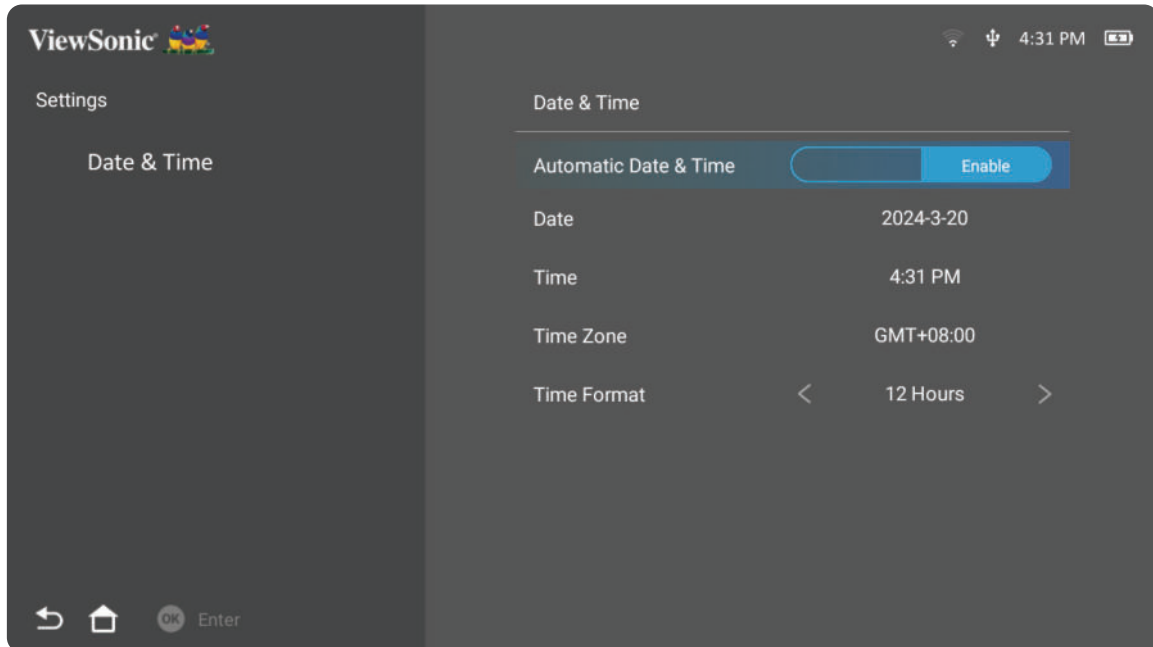 ViewSonic
4:31 PM
Settings
Date & Time
Date & Time
Automatic Date & Time Enable
Date 2024-3-20
Time 4:31 PM
Time Zone GMT+08:00
Time Format < 12 Hours >
OK Enter